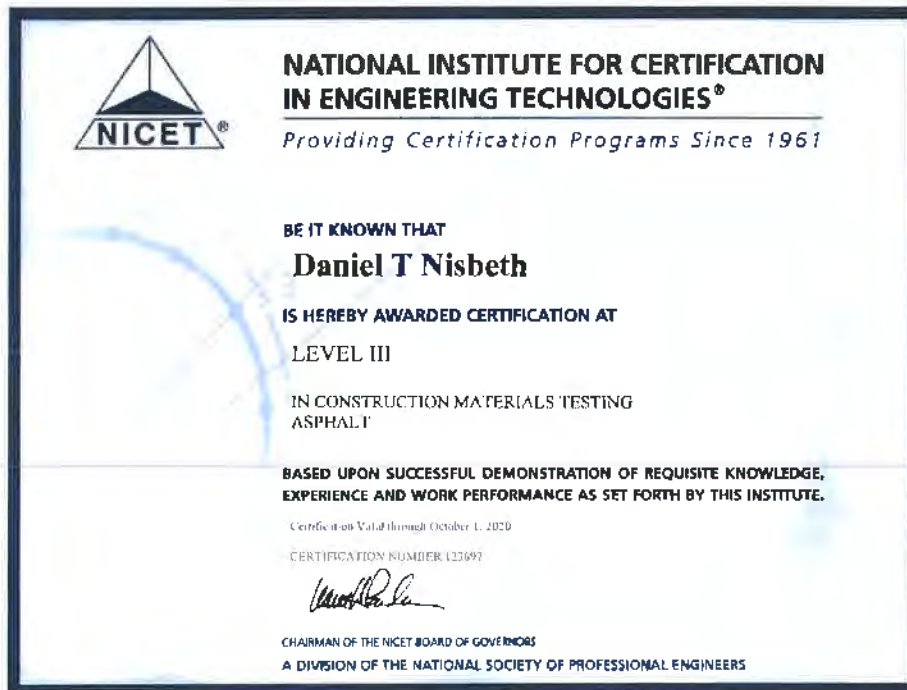 NICET®
NATIONAL INSTITUTE FOR CERTIFICATION
IN ENGINEERING TECHNOLOGIES®
Providing Certification Programs Since 1961
BE IT KNOWN THAT
Daniel T Nisbeth
IS HEREBY AWARDED CERTIFICATION AT
LEVEL III
IN CONSTRUCTION MATERIALS TESTING
ASPHALT
BASED UPON SUCCESSFUL DEMONSTRATION OF REQUISITE KNOWLEDGE,
EXPERIENCE AND WORK PERFORMANCE AS SET FORTH BY THIS INSTITUTE.
Certification Valid through October 1, 2020
CERTIFICATION NUMBER 123697
CHAIRMAN OF THE NICET BOARD OF GOVERNORS
A DIVISION OF THE NATIONAL SOCIETY OF PROFESSIONAL ENGINEERS